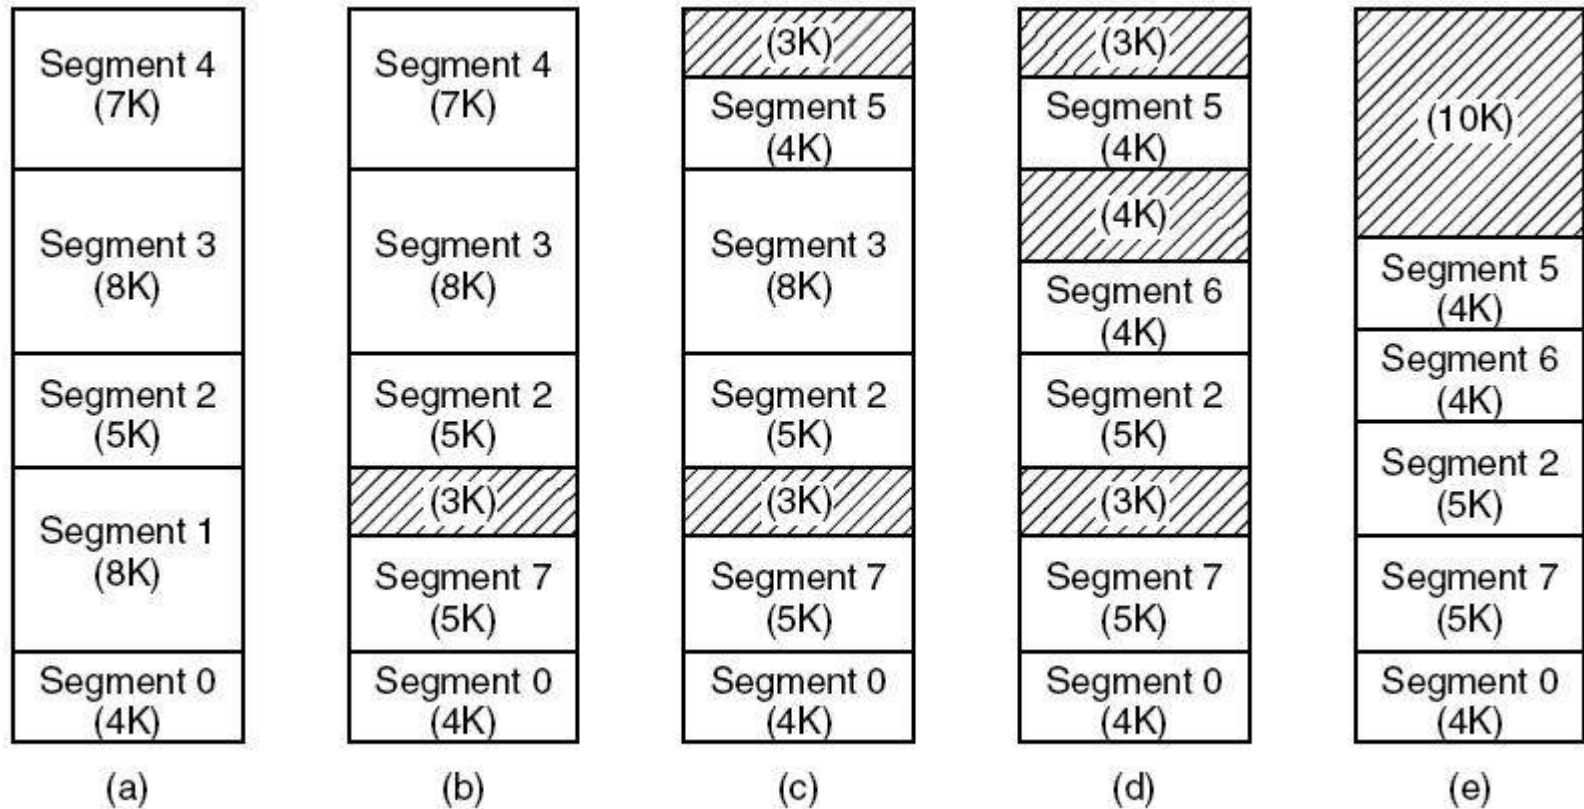 Segment 4
(7K)
Segment 3
(8K)
Segment 2
(5K)
Segment 1
(8K)
Segment 0
(4K)
(a)
Segment 4
(7K)
Segment 3
(8K)
Segment 2
(5K)
(3K)
Segment 7
(5K)
Segment 0
(4K)
(b)
(3K)
Segment 5
(4K)
Segment 3
(8K)
Segment 2
(5K)
(3K)
Segment 7
(5K)
Segment 0
(4K)
(c)
(3K)
Segment 5
(4K)
(4K)
Segment 6
(4K)
Segment 2
(5K)
(3K)
Segment 7
(5K)
Segment 0
(4K)
(d)
(10K)
Segment 5
(4K)
Segment 6
(4K)
Segment 2
(5K)
Segment 7
(5K)
Segment 0
(4K)
(e)